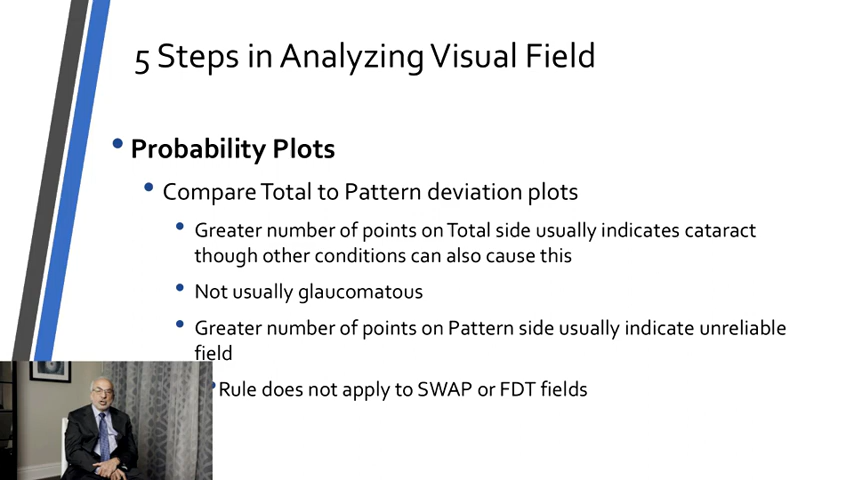 5 Steps in Analyzing Visual Field
Probability Plots
Compare Total to Pattern deviation plots
Greater number of points on Total side usually indicates cataract
though other conditions can also cause this
Not usually glaucomatous
Greater number of points on Pattern side usually indicate unreliable
field
Rule does not apply to SWAP or FDT fields